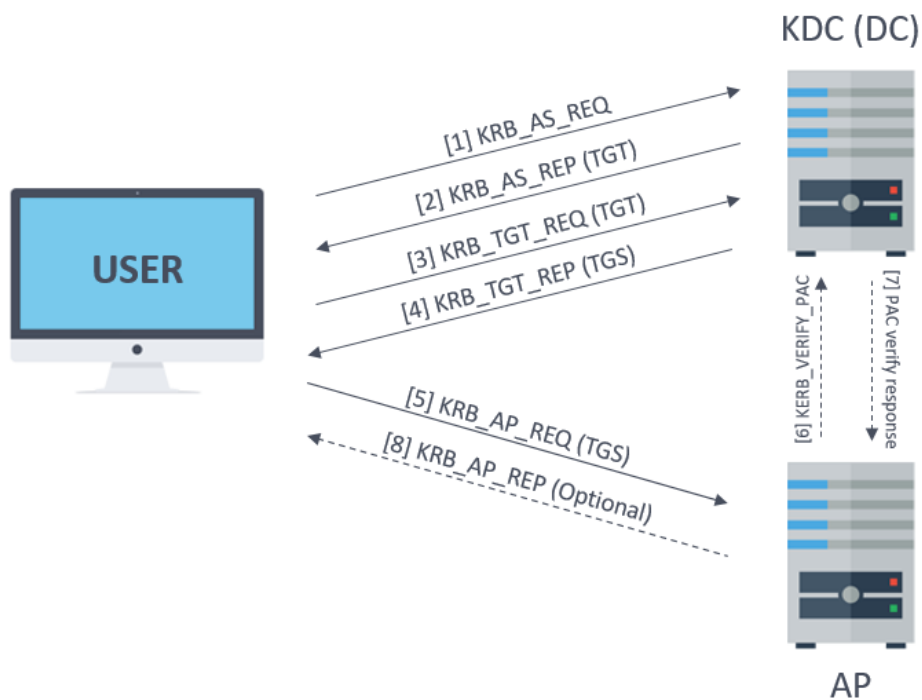 KDC (DC)
[1] KRB_AS_REQ
[2] KRB_AS_REP (TGT)
[3] KRB_TGT_REQ (TGT)
[4] KRB_TGT_REP (TGS)
USER
[6] KERB_VERIFY_PAC
[7] PAC verify response
[5] KRB_AP_REQ (TGS)
[8] KRB_AP_REP (Optional)
AP